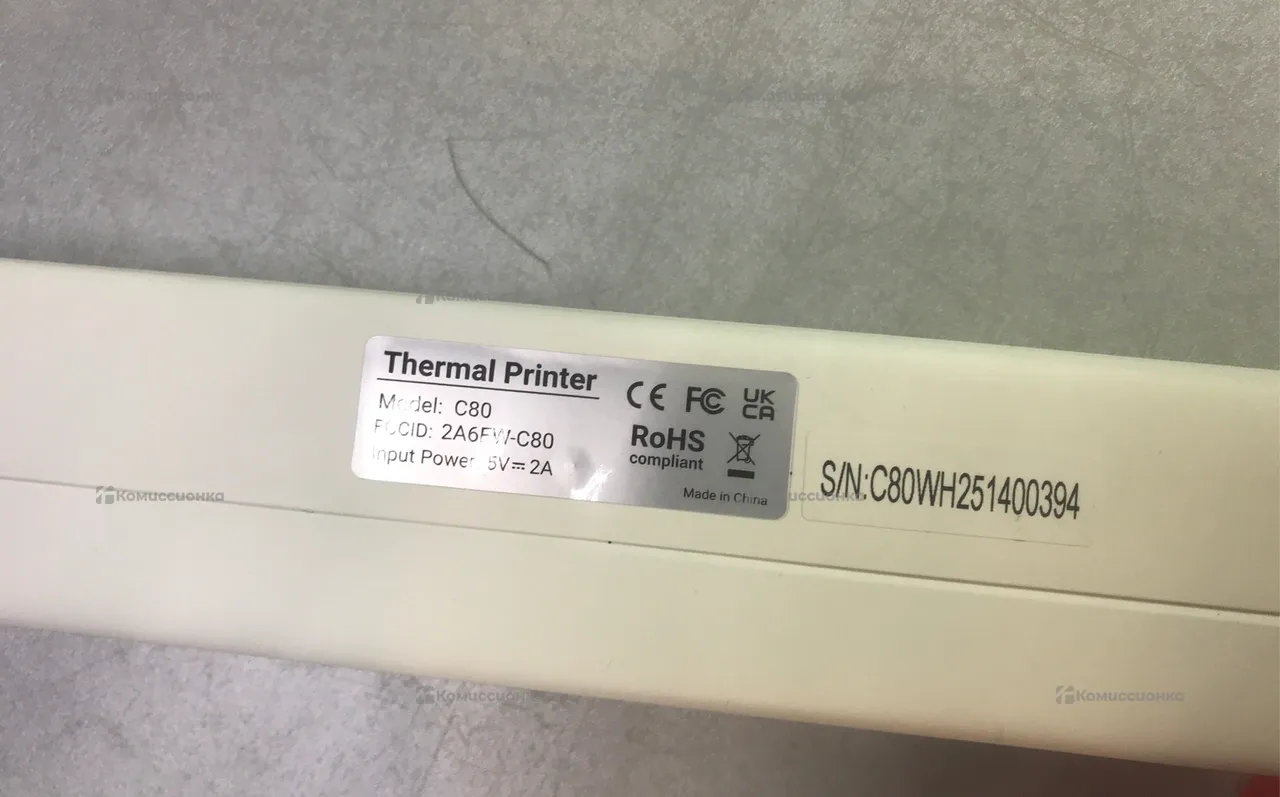 Thermal Printer
Model: C80
FCCID: 2A6FW-C80
Input Power 5V⎓2A
CE FC UK CA
RoHS
compliant
Made in China
S/N:C80WH251400394
Комиссионка
Комиссионка
Комиссионка
Комиссионка
Комиссионка